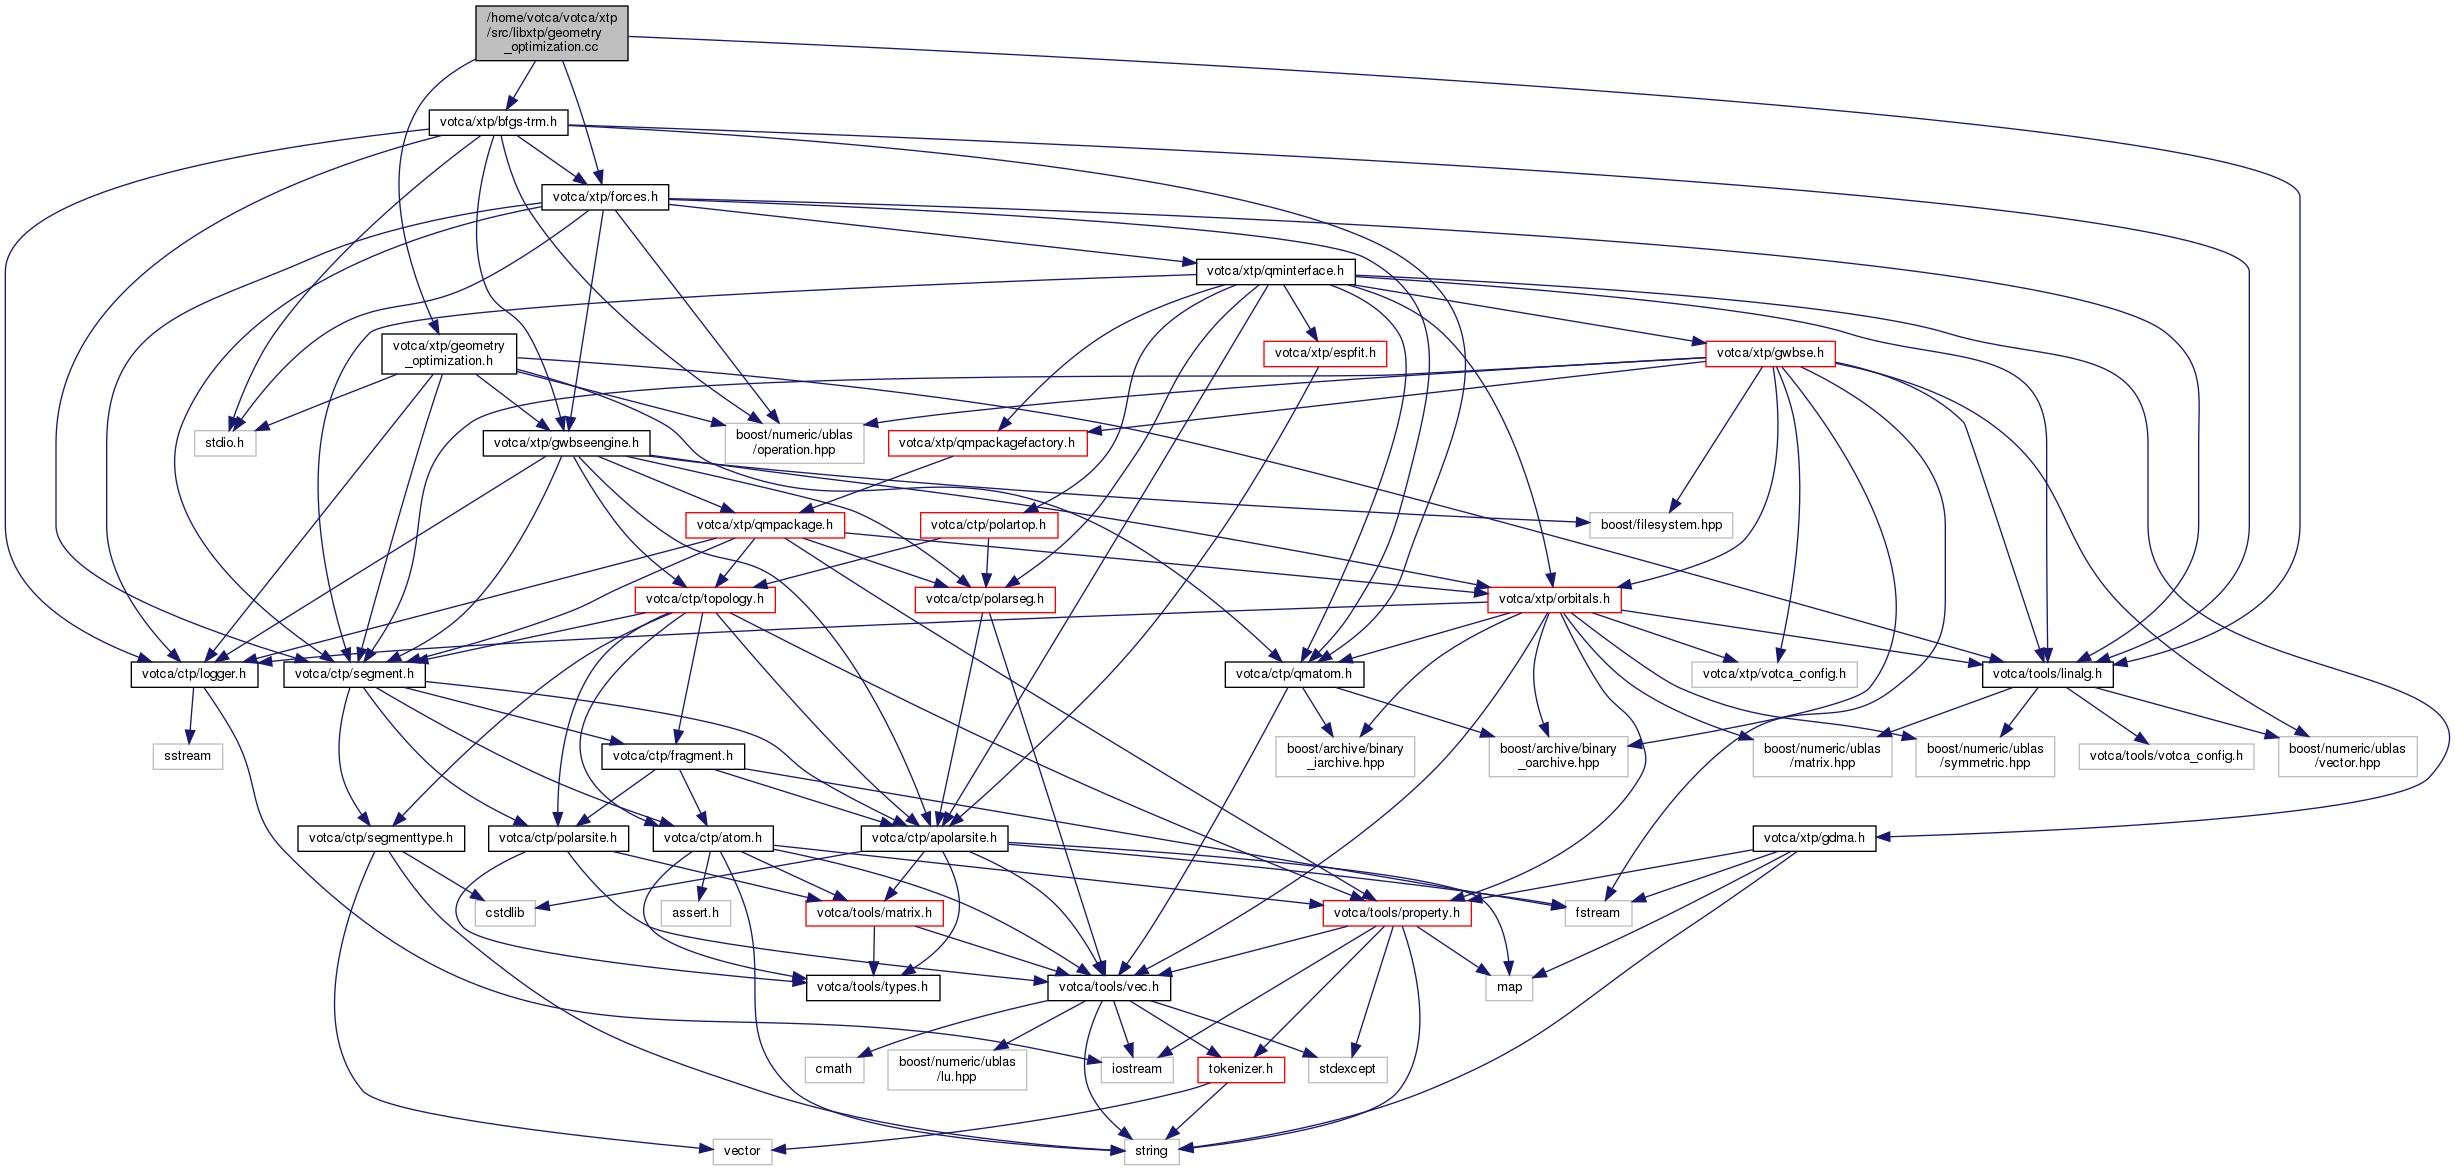 /home/votca/votca/xtp
/src/libxtp/geometry
_optimization.cc
votca/xtp/bfgs-trm.h
votca/xtp/forces.h
votca/xtp/qminterface.h
votca/xtp/geometry
_optimization.h
votca/xtp/espfit.h
votca/xtp/gwbse.h
stdio.h
votca/xtp/gwbseengine.h
boost/numeric/ublas
/operation.hpp
votca/xtp/qmpackagefactory.h
votca/xtp/qmpackage.h
votca/ctp/polartop.h
boost/filesystem.hpp
votca/ctp/topology.h
votca/ctp/polarseg.h
votca/xtp/orbitals.h
votca/ctp/logger.h
votca/ctp/segment.h
votca/ctp/qmatom.h
votca/xtp/votca_config.h
votca/tools/linalg.h
sstream
votca/ctp/fragment.h
boost/archive/binary
_iarchive.hpp
boost/archive/binary
_oarchive.hpp
boost/numeric/ublas
/matrix.hpp
boost/numeric/ublas
/symmetric.hpp
votca/tools/votca_config.h
boost/numeric/ublas
/vector.hpp
votca/ctp/segmenttype.h
votca/ctp/polarsite.h
votca/ctp/atom.h
votca/ctp/apolarsite.h
votca/xtp/gdma.h
cstdlib
assert.h
votca/tools/matrix.h
votca/tools/property.h
fstream
votca/tools/types.h
votca/tools/vec.h
map
cmath
boost/numeric/ublas
/lu.hpp
iostream
tokenizer.h
stdexcept
vector
string